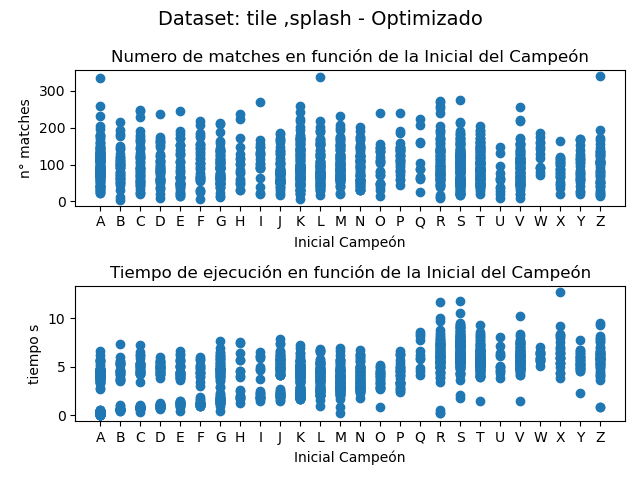 Dataset: tile ,splash - Optimizado
Numero de matches en función de la Inicial del Campeón
n° matches
300
200
100
0
A B C D E F G H I J K L M N O P Q R S T U V W X Y Z
Inicial Campeón
Tiempo de ejecución en función de la Inicial del Campeón
tiempo s
10
5
0
A B C D E F G H I J K L M N O P Q R S T U V W X Y Z
Inicial Campeón